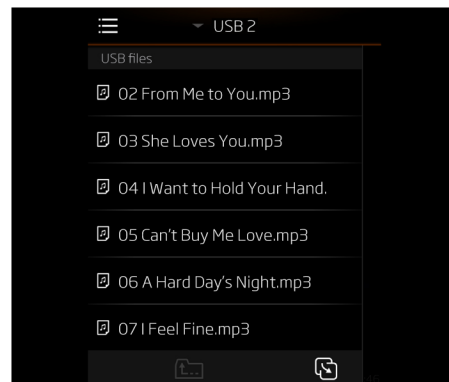 USB 2
USB files
02 From Me to You.mp3
03 She Loves You.mp3
04 I Want to Hold Your Hand.
05 Can't Buy Me Love.mp3
06 A Hard Day's Night.mp3
07 I Feel Fine.mp3